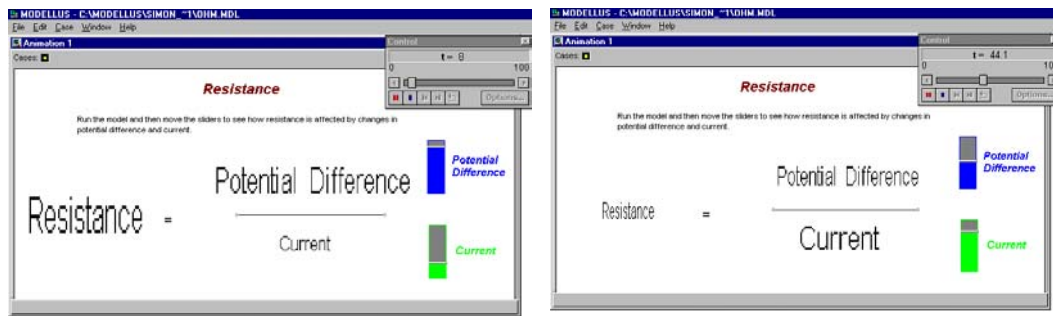 MODELLUS - C:\MODELLUS\SIMON_~1\OHM.MDL
File Edit Case Window Help
Animation 1
Control
Cases:
t= 8
0 100
Options...
Resistance
Run the model and then move the sliders to see how resistance is affected by changes in
potential difference and current.
Potential Difference
Resistance =
Current
Potential
Difference
Current
MODELLUS - C:\MODELLUS\SIMON_~1\OHM.MDL
File Edit Case Window Help
Animation 1
Control
Cases:
t= 44.1
0 10
Options
Resistance
Run the model and then move the sliders to see how resistance is affected by changes in
potential difference and current.
Potential Difference
Resistance =
Current
Potential
Difference
Current